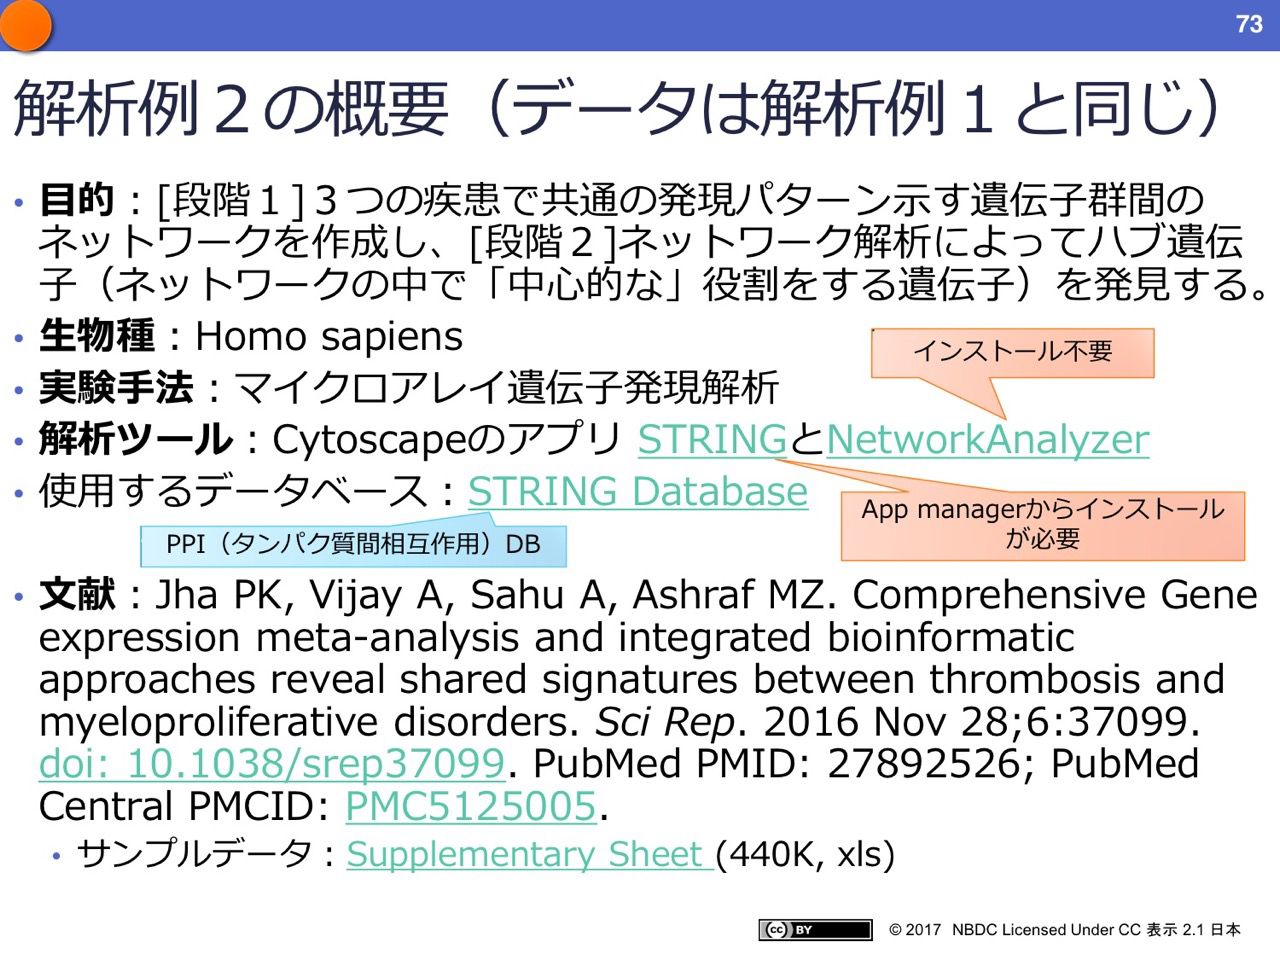 73
解析例２の概要（データは解析例１と同じ）
• 目的：[段階１]３つの疾患で共通の発現パターン示す遺伝子群間の
ネットワークを作成し、[段階２]ネットワーク解析によってハブ遺伝
子（ネットワークの中で「中心的な」役割をする遺伝子）を発見する。
• 生物種：Homo sapiens
インストール不要
• 実験手法：マイクロアレイ遺伝子発現解析
• 解析ツール：Cytoscapeのアプリ STRINGとNetworkAnalyzer
• 使用するデータベース：STRING Database
App managerからインストール
が必要
PPI（タンパク質間相互作用）DB
• 文献：Jha PK, Vijay A, Sahu A, Ashraf MZ. Comprehensive Gene
expression meta-analysis and integrated bioinformatic
approaches reveal shared signatures between thrombosis and
myeloproliferative disorders. Sci Rep. 2016 Nov 28;6:37099.
doi: 10.1038/srep37099. PubMed PMID: 27892526; PubMed
Central PMCID: PMC5125005.
• サンプルデータ：Supplementary Sheet (440K, xls)
cc BY © 2017 NBDC Licensed Under CC 表示 2.1 日本